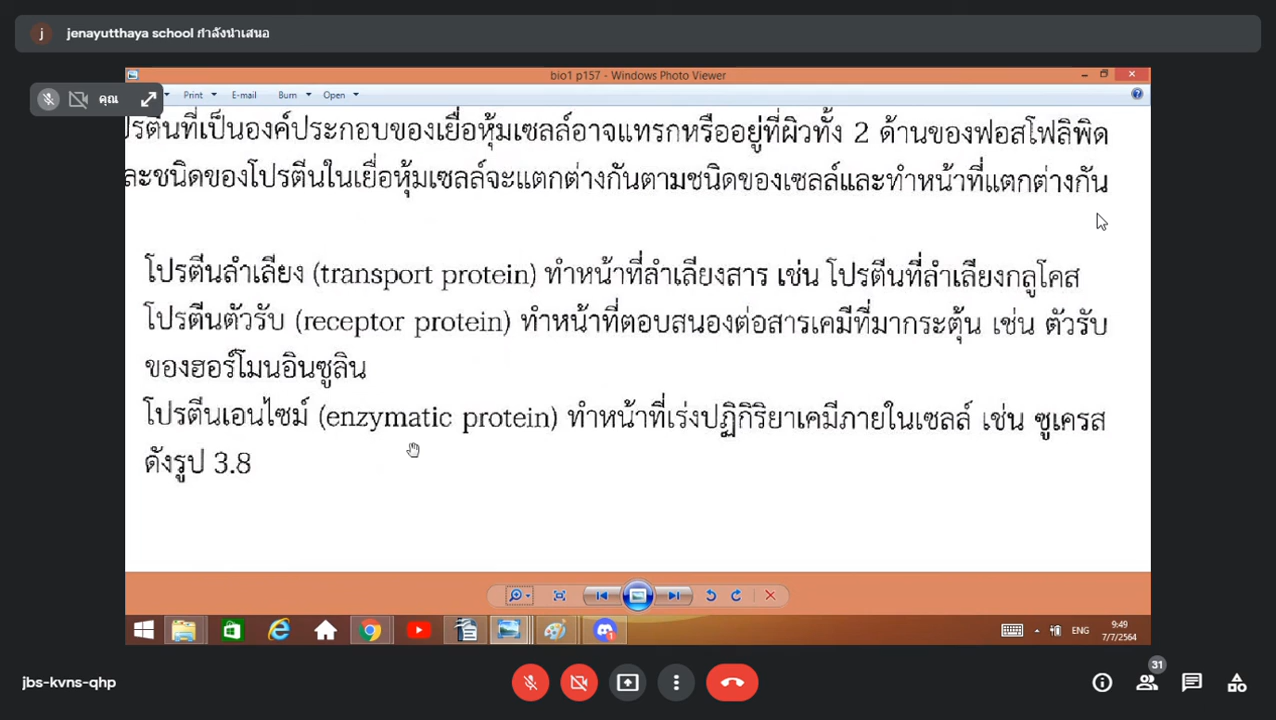 jenayutthaya school กำลังนำเสนอ
bio1 p157 - Windows Photo Viewer
คุณ
Print E-mail Burn Open
ปรตีนที่เป็นองค์ประกอบของเยื่อหุ้มเซลล์อาจแทรกหรืออยู่ที่ผิวทั้ง 2 ด้านของฟอสโฟลิพิด
ละชนิดของโปรตีนในเยื่อหุ้มเซลล์จะแตกต่างกันตามชนิดของเซลล์และทำหน้าที่แตกต่างกัน
โปรตีนลำเลียง (transport protein) ทำหน้าที่ลำเลียงสาร เช่น โปรตีนที่ลำเลียงกลูโคส
โปรตีนตัวรับ (receptor protein) ทำหน้าที่ตอบสนองต่อสารเคมีที่มากระตุ้น เช่น ตัวรับ
ของฮอร์โมนอินซูลิน
โปรตีนเอนไซม์ (enzymatic protein) ทำหน้าที่เร่งปฏิกิริยาเคมีภายในเซลล์ เช่น ซูเครส
ดังรูป 3.8
ENG
9:49
7/7/2564
31
jbs-kvns-qhp